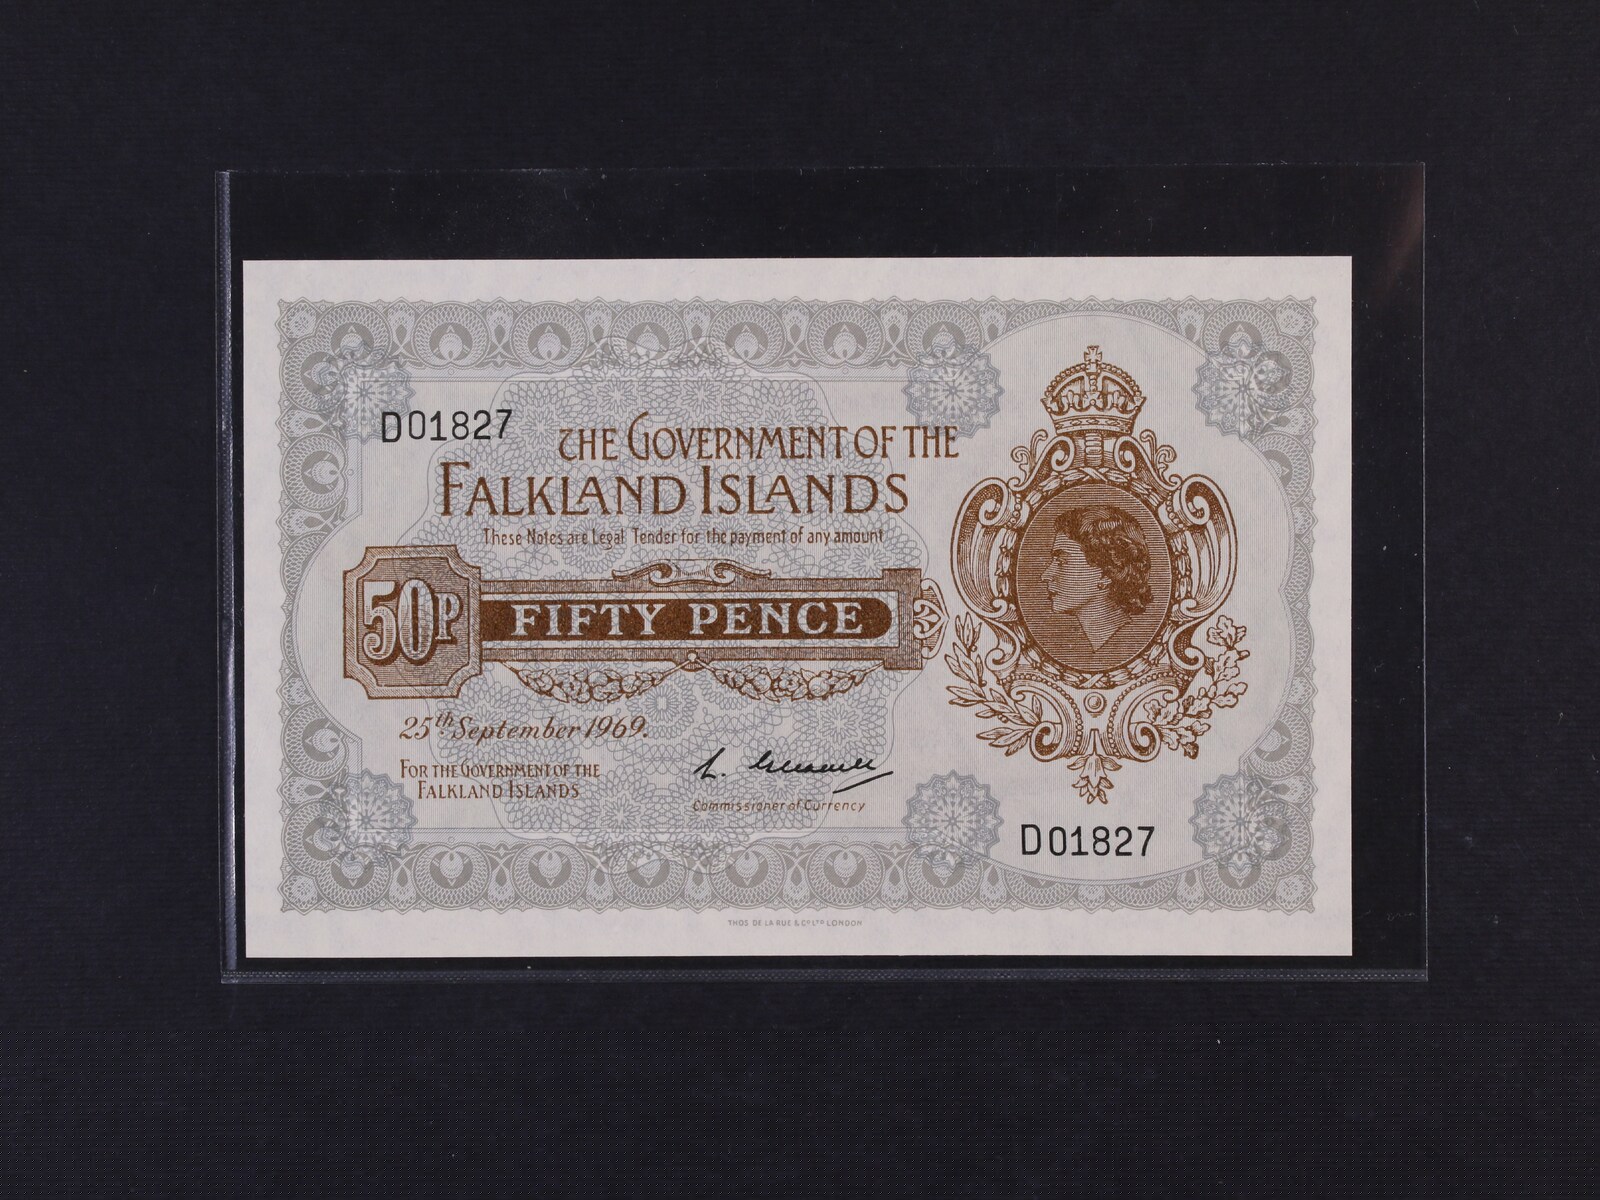 D01827
THE GOVERNMENT OF THE
FALKLAND ISLANDS
These Notes are Legal Tender for the payment of any amount
50P
FIFTY PENCE
25th September 1969.
FOR THE GOVERNMENT OF THE
FALKLAND ISLANDS
Commissioner of Currency
D01827
THOS DE LA RUE & CO LTD LONDON